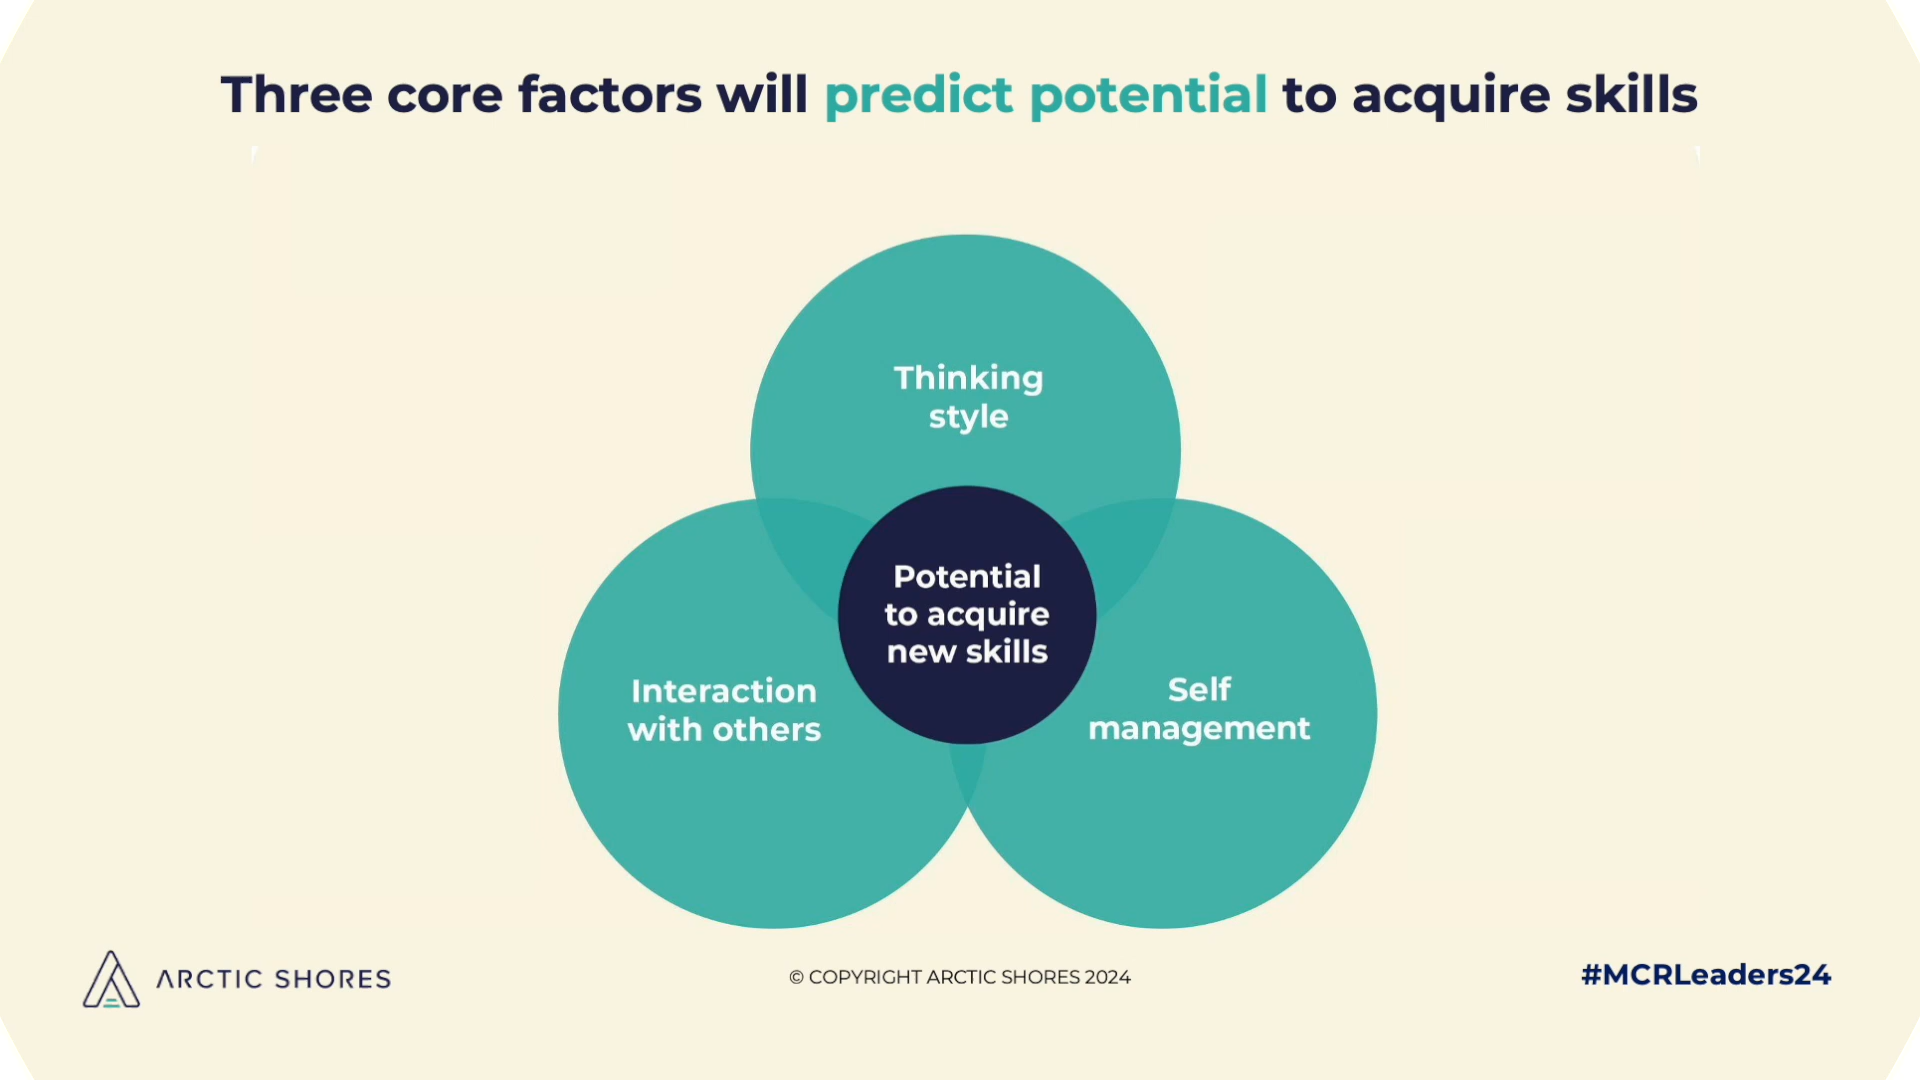 Three core factors will predict potential to acquire skills
Thinking
style
Potential
to acquire
new skills
Interaction
with others
Self
management
ARCTIC SHORES
© COPYRIGHT ARCTIC SHORES 2024
#MCRLeaders24